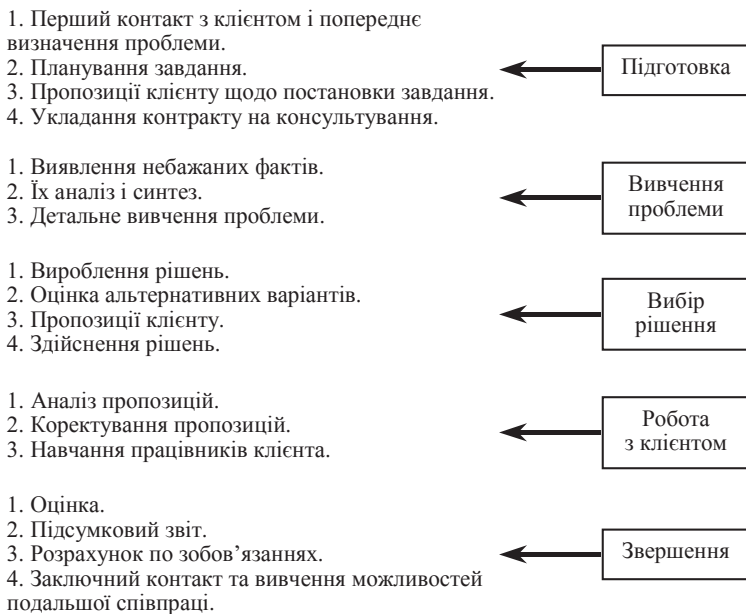 1. Перший контакт з клієнтом і попереднє
визначення проблеми.
2. Планування завдання.
3. Пропозиції клієнту щодо постановки завдання.
4. Укладання контракту на консультування.
Підготовка
1. Виявлення небажаних фактів.
2. Їх аналіз і синтез.
3. Детальне вивчення проблеми.
Вивчення
проблеми
1. Вироблення рішень.
2. Оцінка альтернативних варіантів.
3. Пропозиції клієнту.
4. Здійснення рішень.
Вибір
рішення
1. Аналіз пропозицій.
2. Коректування пропозицій.
3. Навчання працівників клієнта.
Робота
з клієнтом
1. Оцінка.
2. Підсумковий звіт.
3. Розрахунок по зобов’язаннях.
4. Заключний контакт та вивчення можливостей
подальшої співпраці.
Звершення